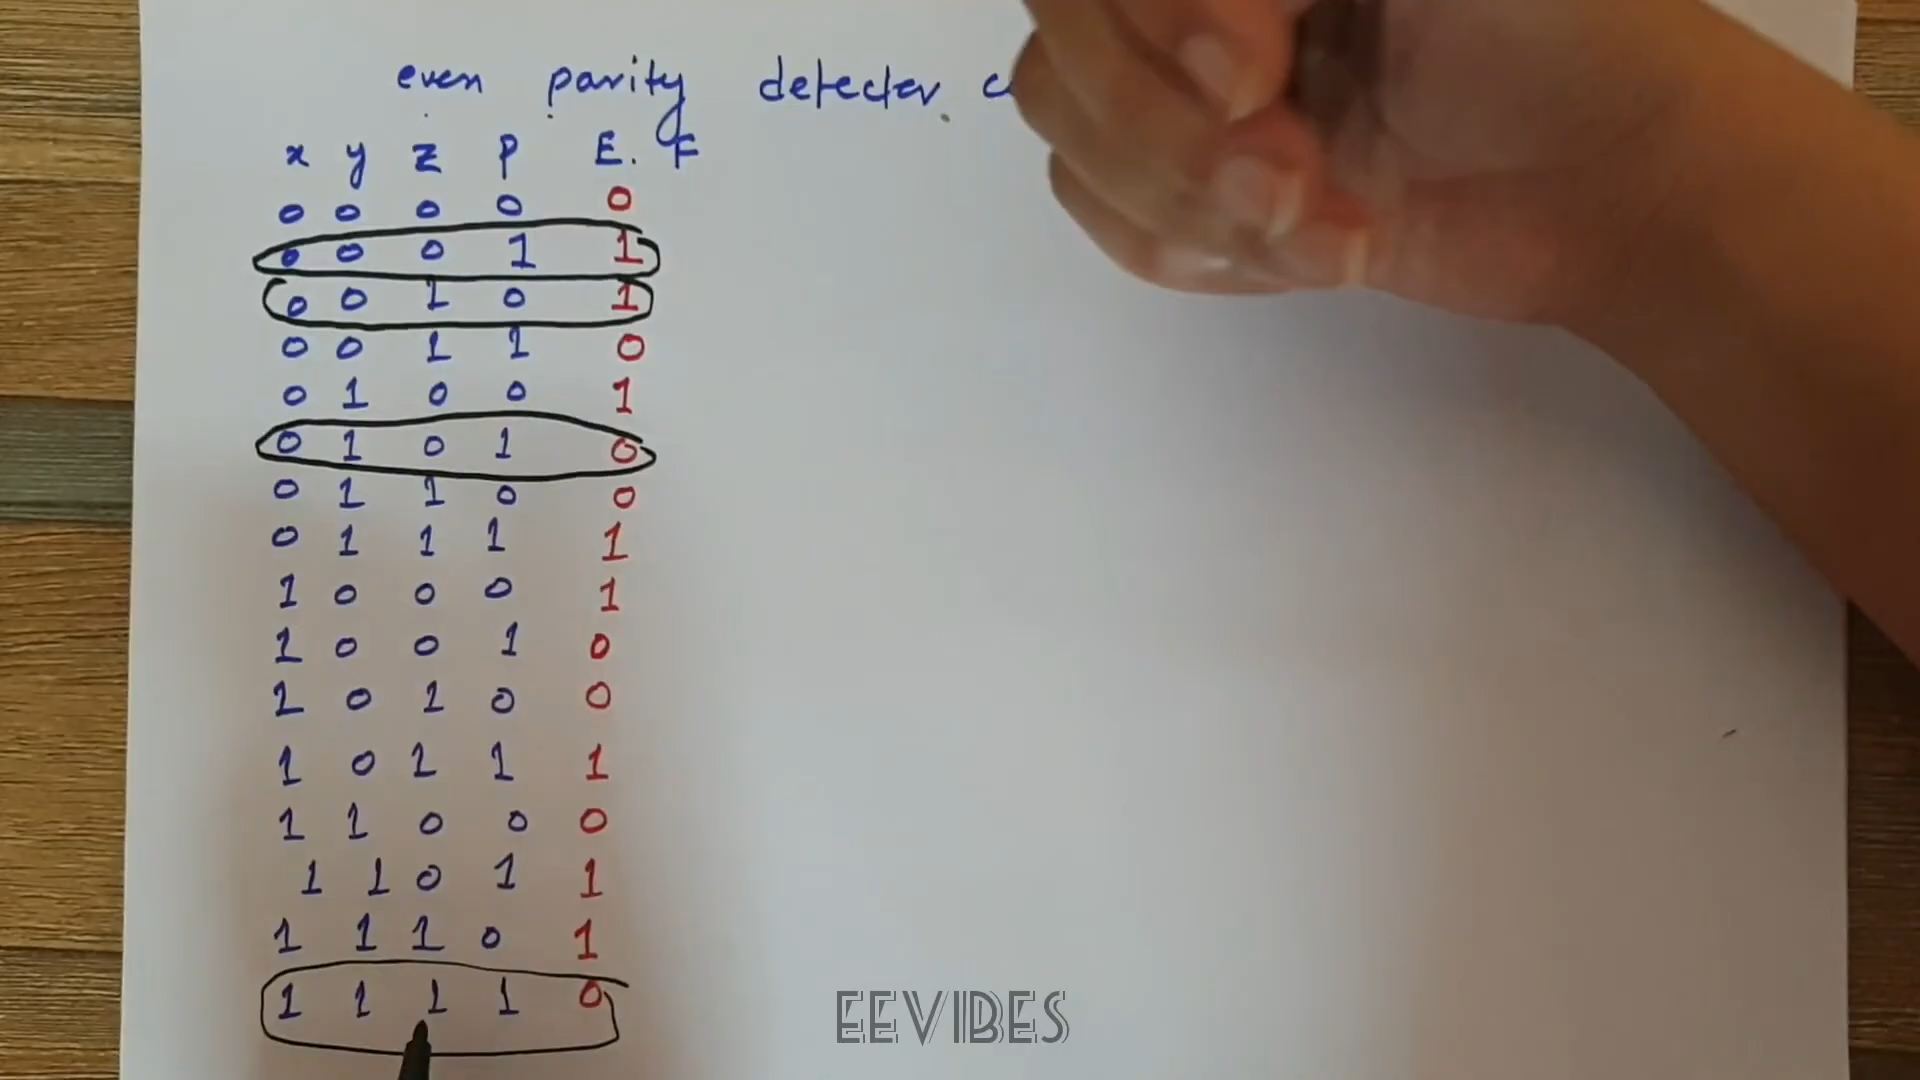 even parity detecter
x y z P E. F
0 0 0 0 0
0 0 0 1 1
0 0 1 0 1
0 0 1 1 0
0 1 0 0 1
0 1 0 1 0
0 1 1 0 0
0 1 1 1 1
1 0 0 0 1
1 0 0 1 0
1 0 1 0 0
1 0 1 1 1
1 1 0 0 0
1 1 0 1 1
1 1 1 0 1
1 1 1 1 0
EEVIBES